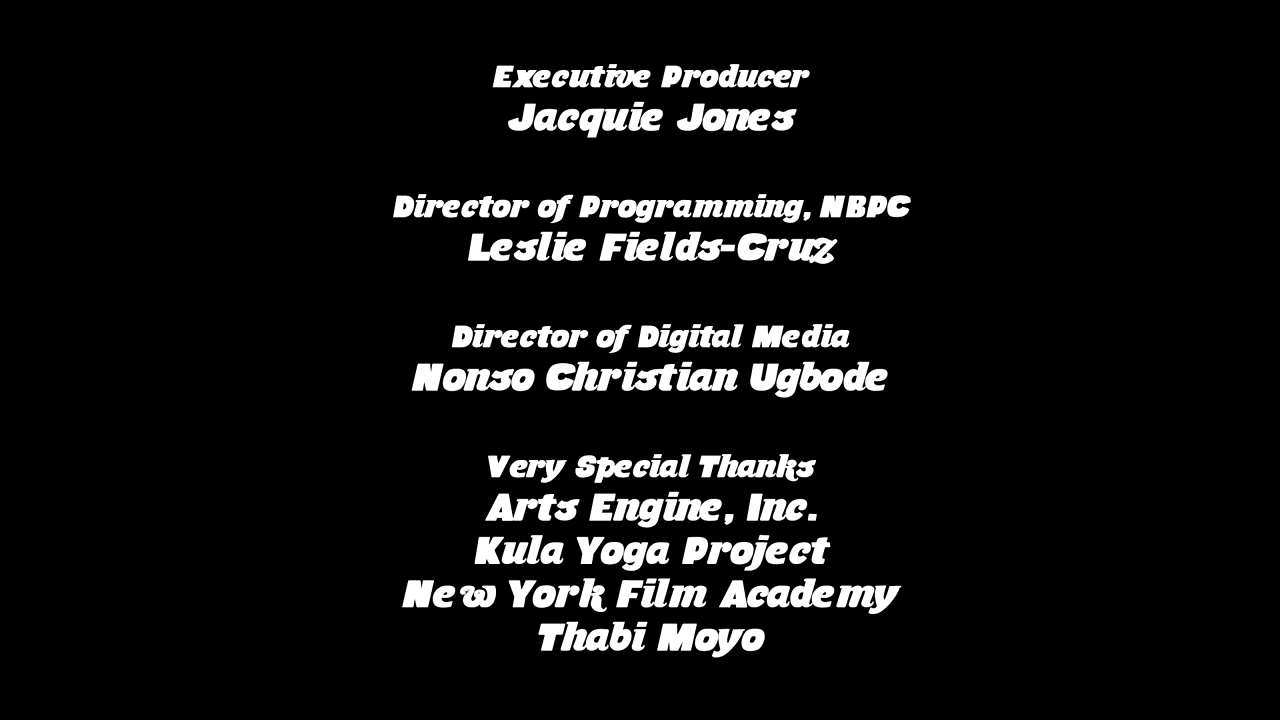 Executive Producer
Jacquie Jones
Director of Programming, NBPC
Leslie Fields-Cruz
Director of Digital Media
Nonso Christian Ugbode
Very Special Thanks
Arts Engine, Inc.
Kula Yoga Project
New York Film Academy
Thabi Moyo